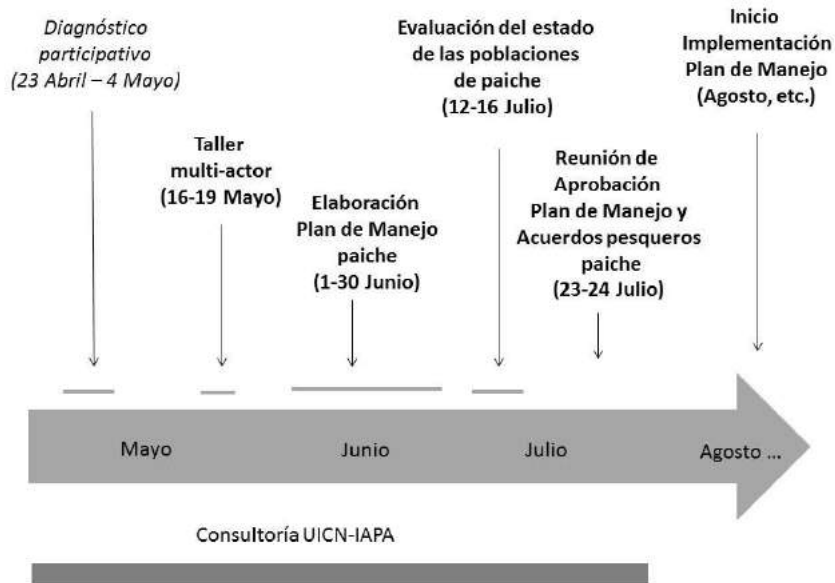 Diagnóstico
participativo
(23 Abril – 4 Mayo)
Taller
multi-actor
(16-19 Mayo)
Elaboración
Plan de Manejo
paiche
(1-30 Junio)
Evaluación del estado
de las poblaciones
de paiche
(12-16 Julio)
Reunión de
Aprobación
Plan de Manejo y
Acuerdos pesqueros
paiche
(23-24 Julio)
Inicio
Implementación
Plan de Manejo
(Agosto, etc.)
Mayo
Junio
Julio
Agosto ...
Consultoría UICN-IAPA